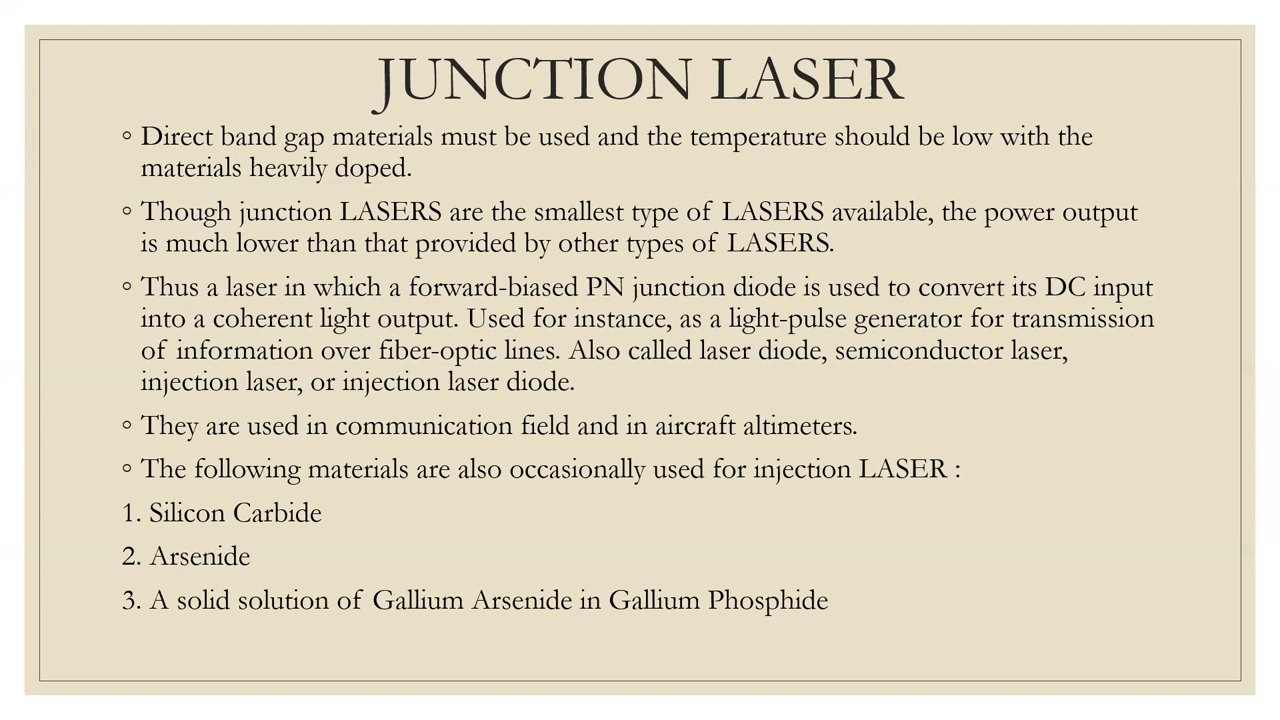 JUNCTION LASER
◦ Direct band gap materials must be used and the temperature should be low with the
materials heavily doped.
◦ Though junction LASERS are the smallest type of LASERS available, the power output
is much lower than that provided by other types of LASERS.
◦ Thus a laser in which a forward-biased PN junction diode is used to convert its DC input
into a coherent light output. Used for instance, as a light-pulse generator for transmission
of information over fiber-optic lines. Also called laser diode, semiconductor laser,
injection laser, or injection laser diode.
◦ They are used in communication field and in aircraft altimeters.
◦ The following materials are also occasionally used for injection LASER :
1. Silicon Carbide
2. Arsenide
3. A solid solution of Gallium Arsenide in Gallium Phosphide